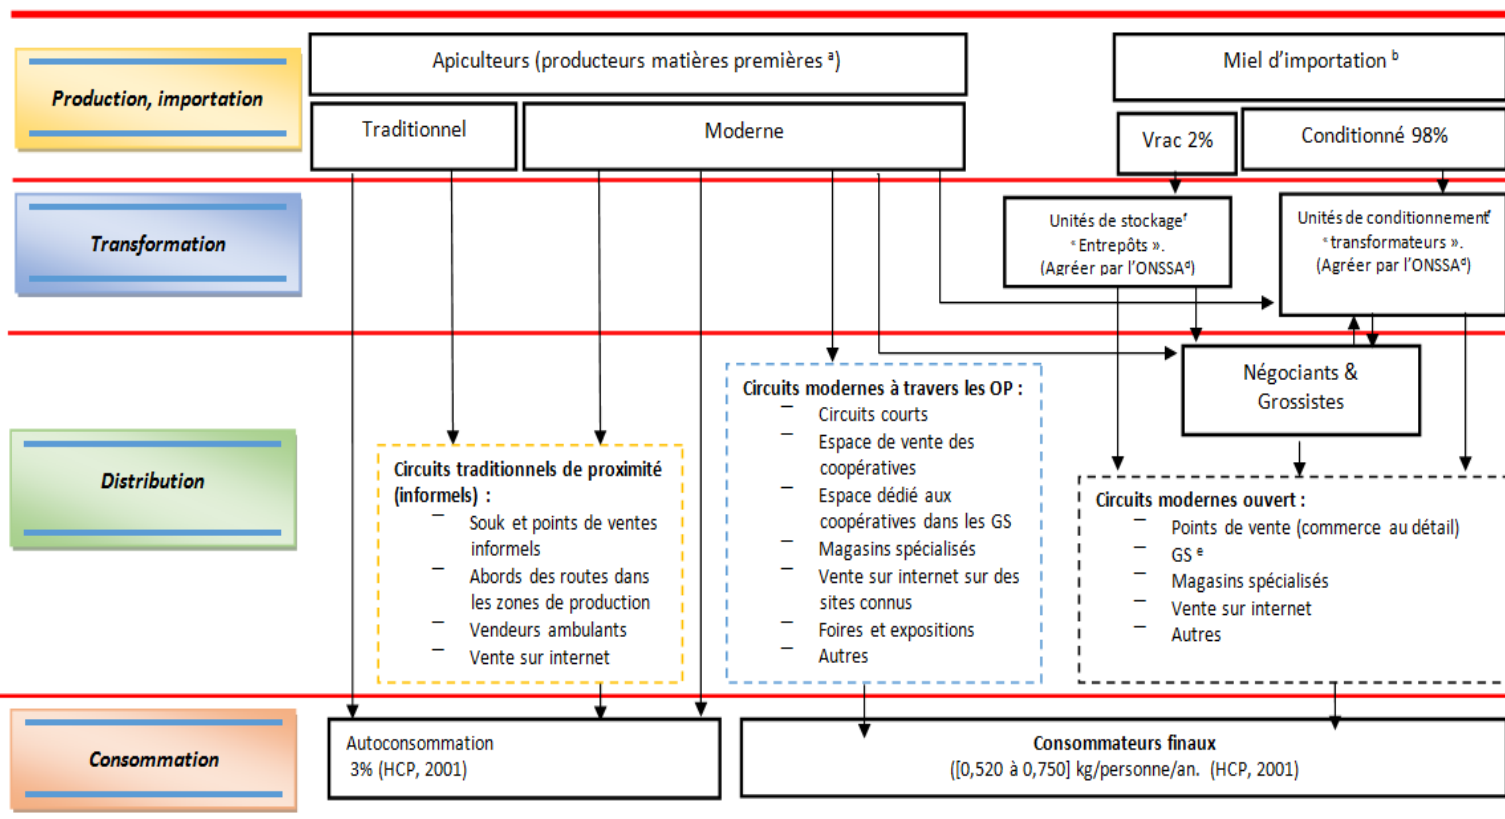 Production, importation
Apiculteurs (producteurs matières premières ª)
Miel d'importation ᵇ
Traditionnel
Moderne
Vrac 2%
Conditionné 98%
Transformation
Unités de stockageᶠ
« Entrepôts ».
(Agréer par l'ONSSAᵈ)
Unités de conditionnementᶠ
« transformateurs ».
(Agréer par l'ONSSAᵈ)
Distribution
Circuits traditionnels de proximité
(informels) :
– Souk et points de ventes
informels
– Abords des routes dans
les zones de production
– Vendeurs ambulants
– Vente sur internet
Circuits modernes à travers les OP :
– Circuits courts
– Espace de vente des
coopératives
– Espace dédié aux
coopératives dans les GS
– Magasins spécialisés
– Vente sur internet sur des
sites connus
– Foires et expositions
– Autres
Négociants &
Grossistes
Circuits modernes ouvert :
– Points de vente (commerce au détail)
– GS ᵉ
– Magasins spécialisés
– Vente sur internet
– Autres
Consommation
Autoconsommation
3% (HCP, 2001)
Consommateurs finaux
([0,520 à 0,750] kg/personne/an. (HCP, 2001)